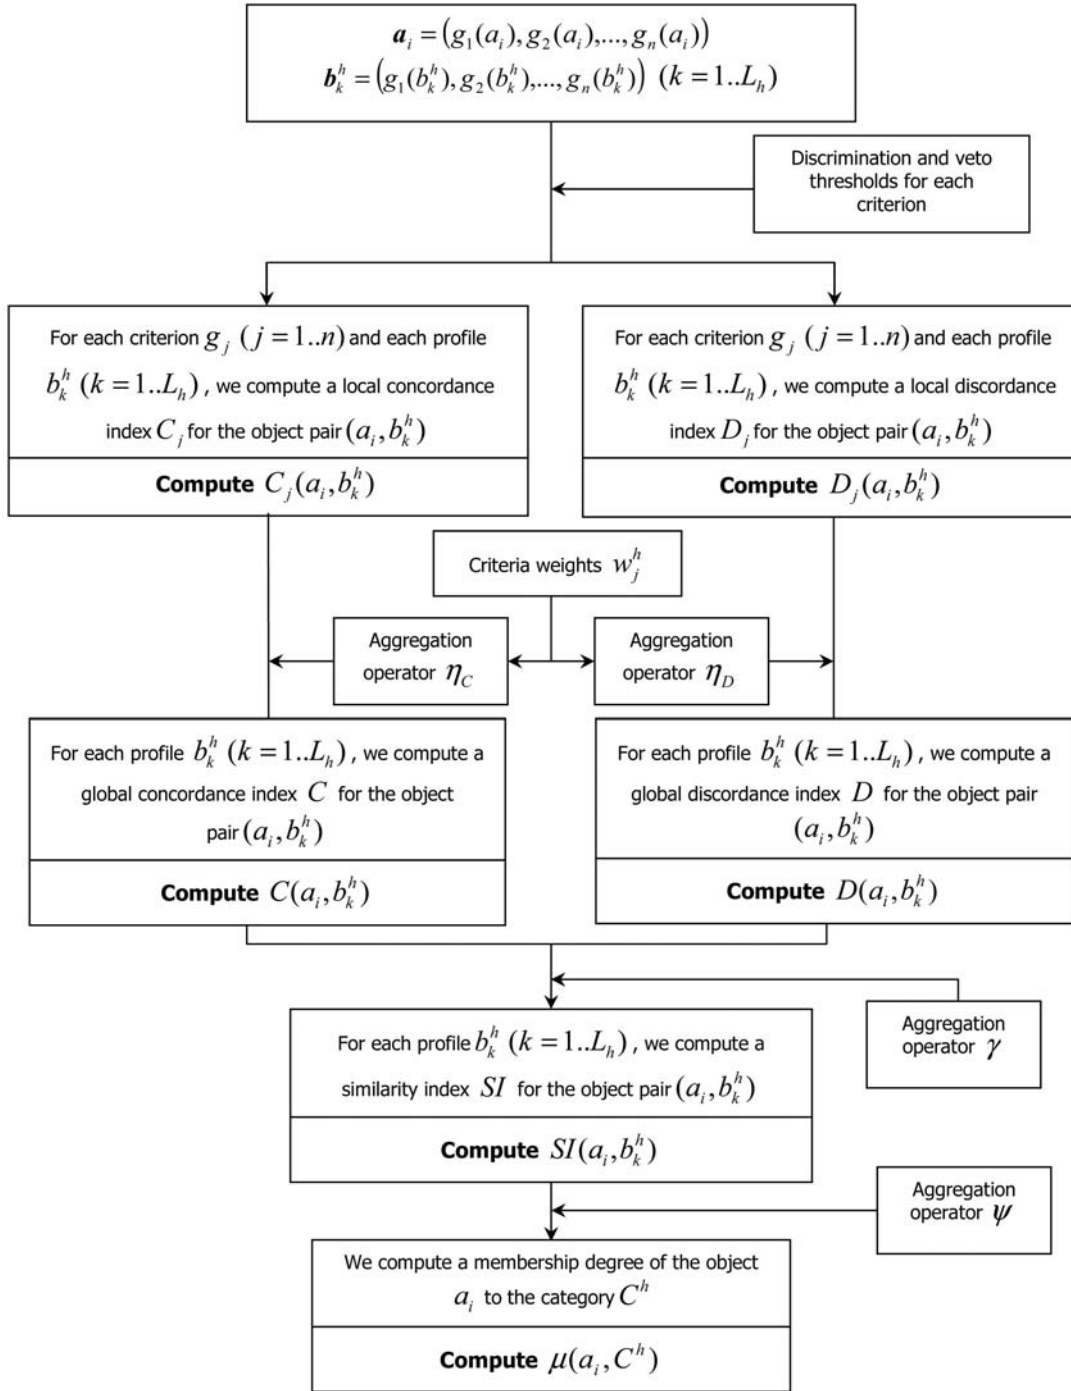 a_i = (g_1(a_i), g_2(a_i),..., g_n(a_i))
b_k^h = (g_1(b_k^h), g_2(b_k^h),..., g_n(b_k^h)) (k = 1..L_h)
Discrimination and veto
thresholds for each
criterion
For each criterion g_j (j = 1..n) and each profile
b_k^h (k = 1..L_h), we compute a local concordance
index C_j for the object pair (a_i, b_k^h)
Compute C_j(a_i, b_k^h)
For each criterion g_j (j = 1..n) and each profile
b_k^h (k = 1..L_h), we compute a local discordance
index D_j for the object pair (a_i, b_k^h)
Compute D_j(a_i, b_k^h)
Criteria weights w_j^h
Aggregation
operator η_C
Aggregation
operator η_D
For each profile b_k^h (k = 1..L_h), we compute a
global concordance index C for the object
pair (a_i, b_k^h)
Compute C(a_i, b_k^h)
For each profile b_k^h (k = 1..L_h), we compute a
global discordance index D for the object pair
(a_i, b_k^h)
Compute D(a_i, b_k^h)
Aggregation
operator γ
For each profile b_k^h (k = 1..L_h), we compute a
similarity index SI for the object pair (a_i, b_k^h)
Compute SI(a_i, b_k^h)
Aggregation
operator ψ
We compute a membership degree of the object
a_i to the category C^h
Compute μ(a_i, C^h)